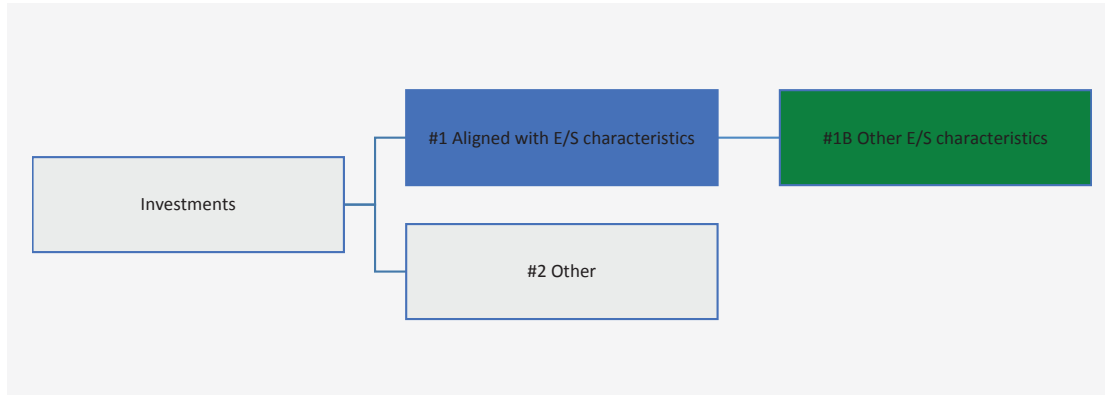 #1 Aligned with E/S characteristics
#1B Other E/S characteristics
Investments
#2 Other